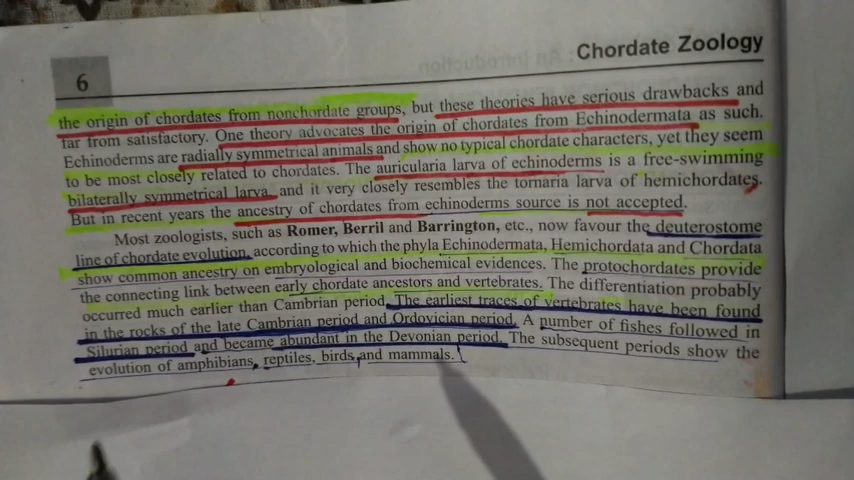 6
Chordate Zoology
the origin of chordates from nonchordate groups, but these theories have serious drawbacks and
far from satisfactory. One theory advocates the origin of chordates from Echinodermata as such.
Echinoderms are radially symmetrical animals and show no typical chordate characters, yet they seem
to be most closely related to chordates. The auricularia larva of echinoderms is a free-swimming
bilaterally symmetrical larva and it very closely resembles the tornaria larva of hemichordates.
But in recent years the ancestry of chordates from echinoderms source is not accepted.
Most zoologists, such as Romer, Berril and Barrington, etc., now favour the deuterostome
line of chordate evolution, according to which the phyla Echinodermata, Hemichordata and Chordata
show common ancestry on embryological and biochemical evidences. The protochordates provide
the connecting link between early chordate ancestors and vertebrates. The differentiation probably
occurred much earlier than Cambrian period. The earliest traces of vertebrates have been found
in the rocks of the late Cambrian period and Ordovician period. A number of fishes followed in
Silurian period and became abundant in the Devonian period. The subsequent periods show the
evolution of amphibians, reptiles, birds, and mammals.